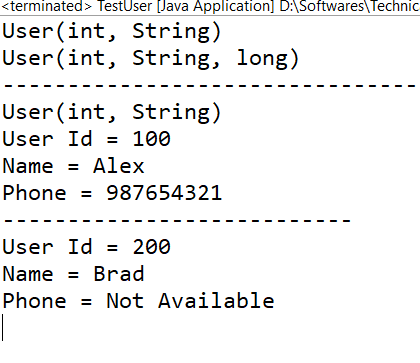 <terminated> TestUser [Java Application] D:\Softwares\Technic
User(int, String)
User(int, String, long)
--------------------------------
User(int, String)
User Id = 100
Name = Alex
Phone = 987654321
---------------------------
User Id = 200
Name = Brad
Phone = Not Available